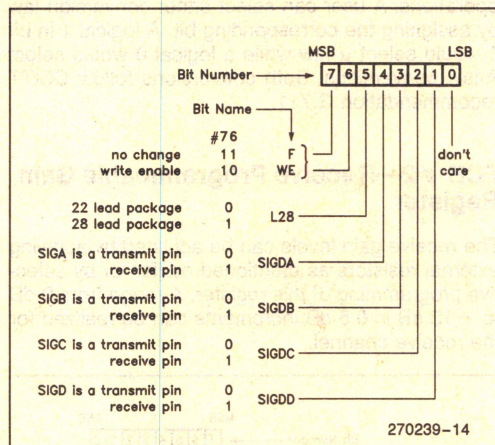 MSB LSB
Bit Number 7 6 5 4 3 2 1 0
Bit Name
#76
no change 11 F don't
write enable 10 WE care
22 lead package 0
28 lead package 1 L28
SIGA is a transmit pin 0
receive pin 1 SIGDA
SIGB is a transmit pin 0
receive pin 1 SIGDB
SIGC is a transmit pin 0
receive pin 1 SIGDC
SIGD is a transmit pin 0
receive pin 1 SIGDD
270239-14